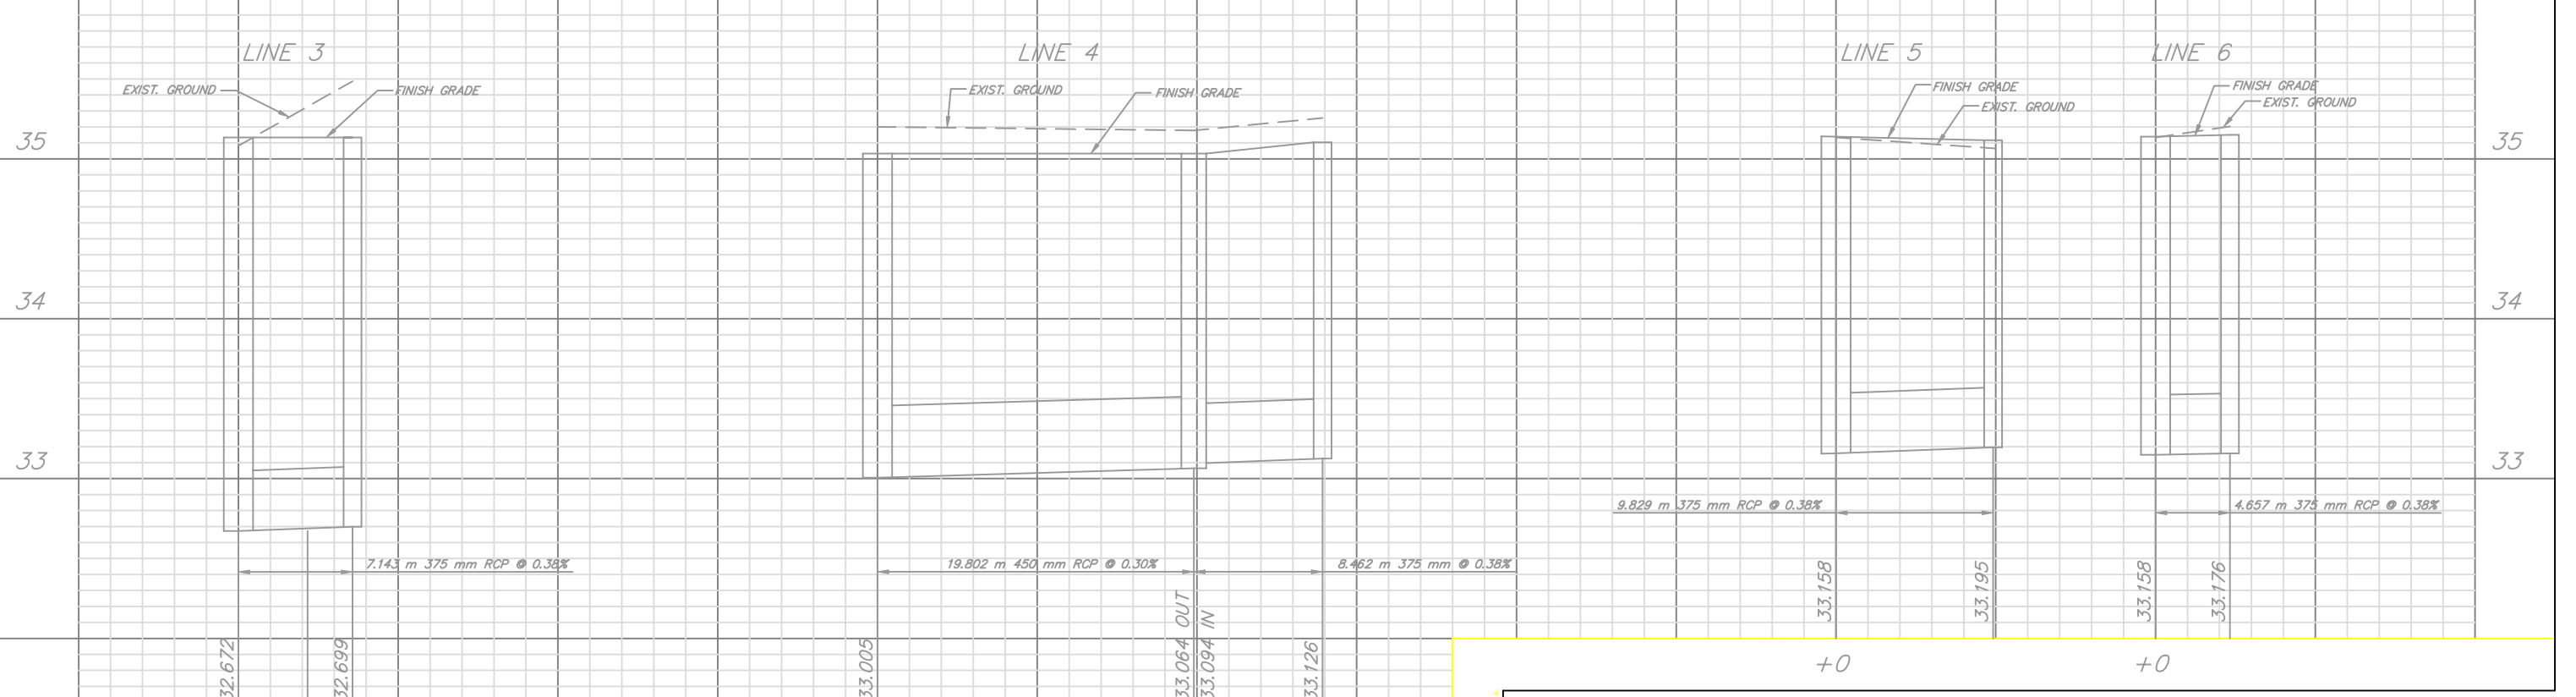 LINE 3
LINE 4
LINE 5
LINE 6
EXIST. GROUND
FINISH GRADE
EXIST. GROUND
FINISH GRADE
FINISH GRADE
EXIST. GROUND
FINISH GRADE
EXIST. GROUND
35
35
34
34
33
33
9.829 m 375 mm RCP @ 0.38%
4.657 m 375 mm RCP @ 0.38%
7.143 m 375 mm RCP @ 0.38%
19.802 m 450 mm RCP @ 0.30%
8.462 m 375 mm @ 0.38%
32.672
32.699
33.005
33.064 OUT
33.094 IN
33.126
33.158
33.195
33.158
33.176
+0
+0